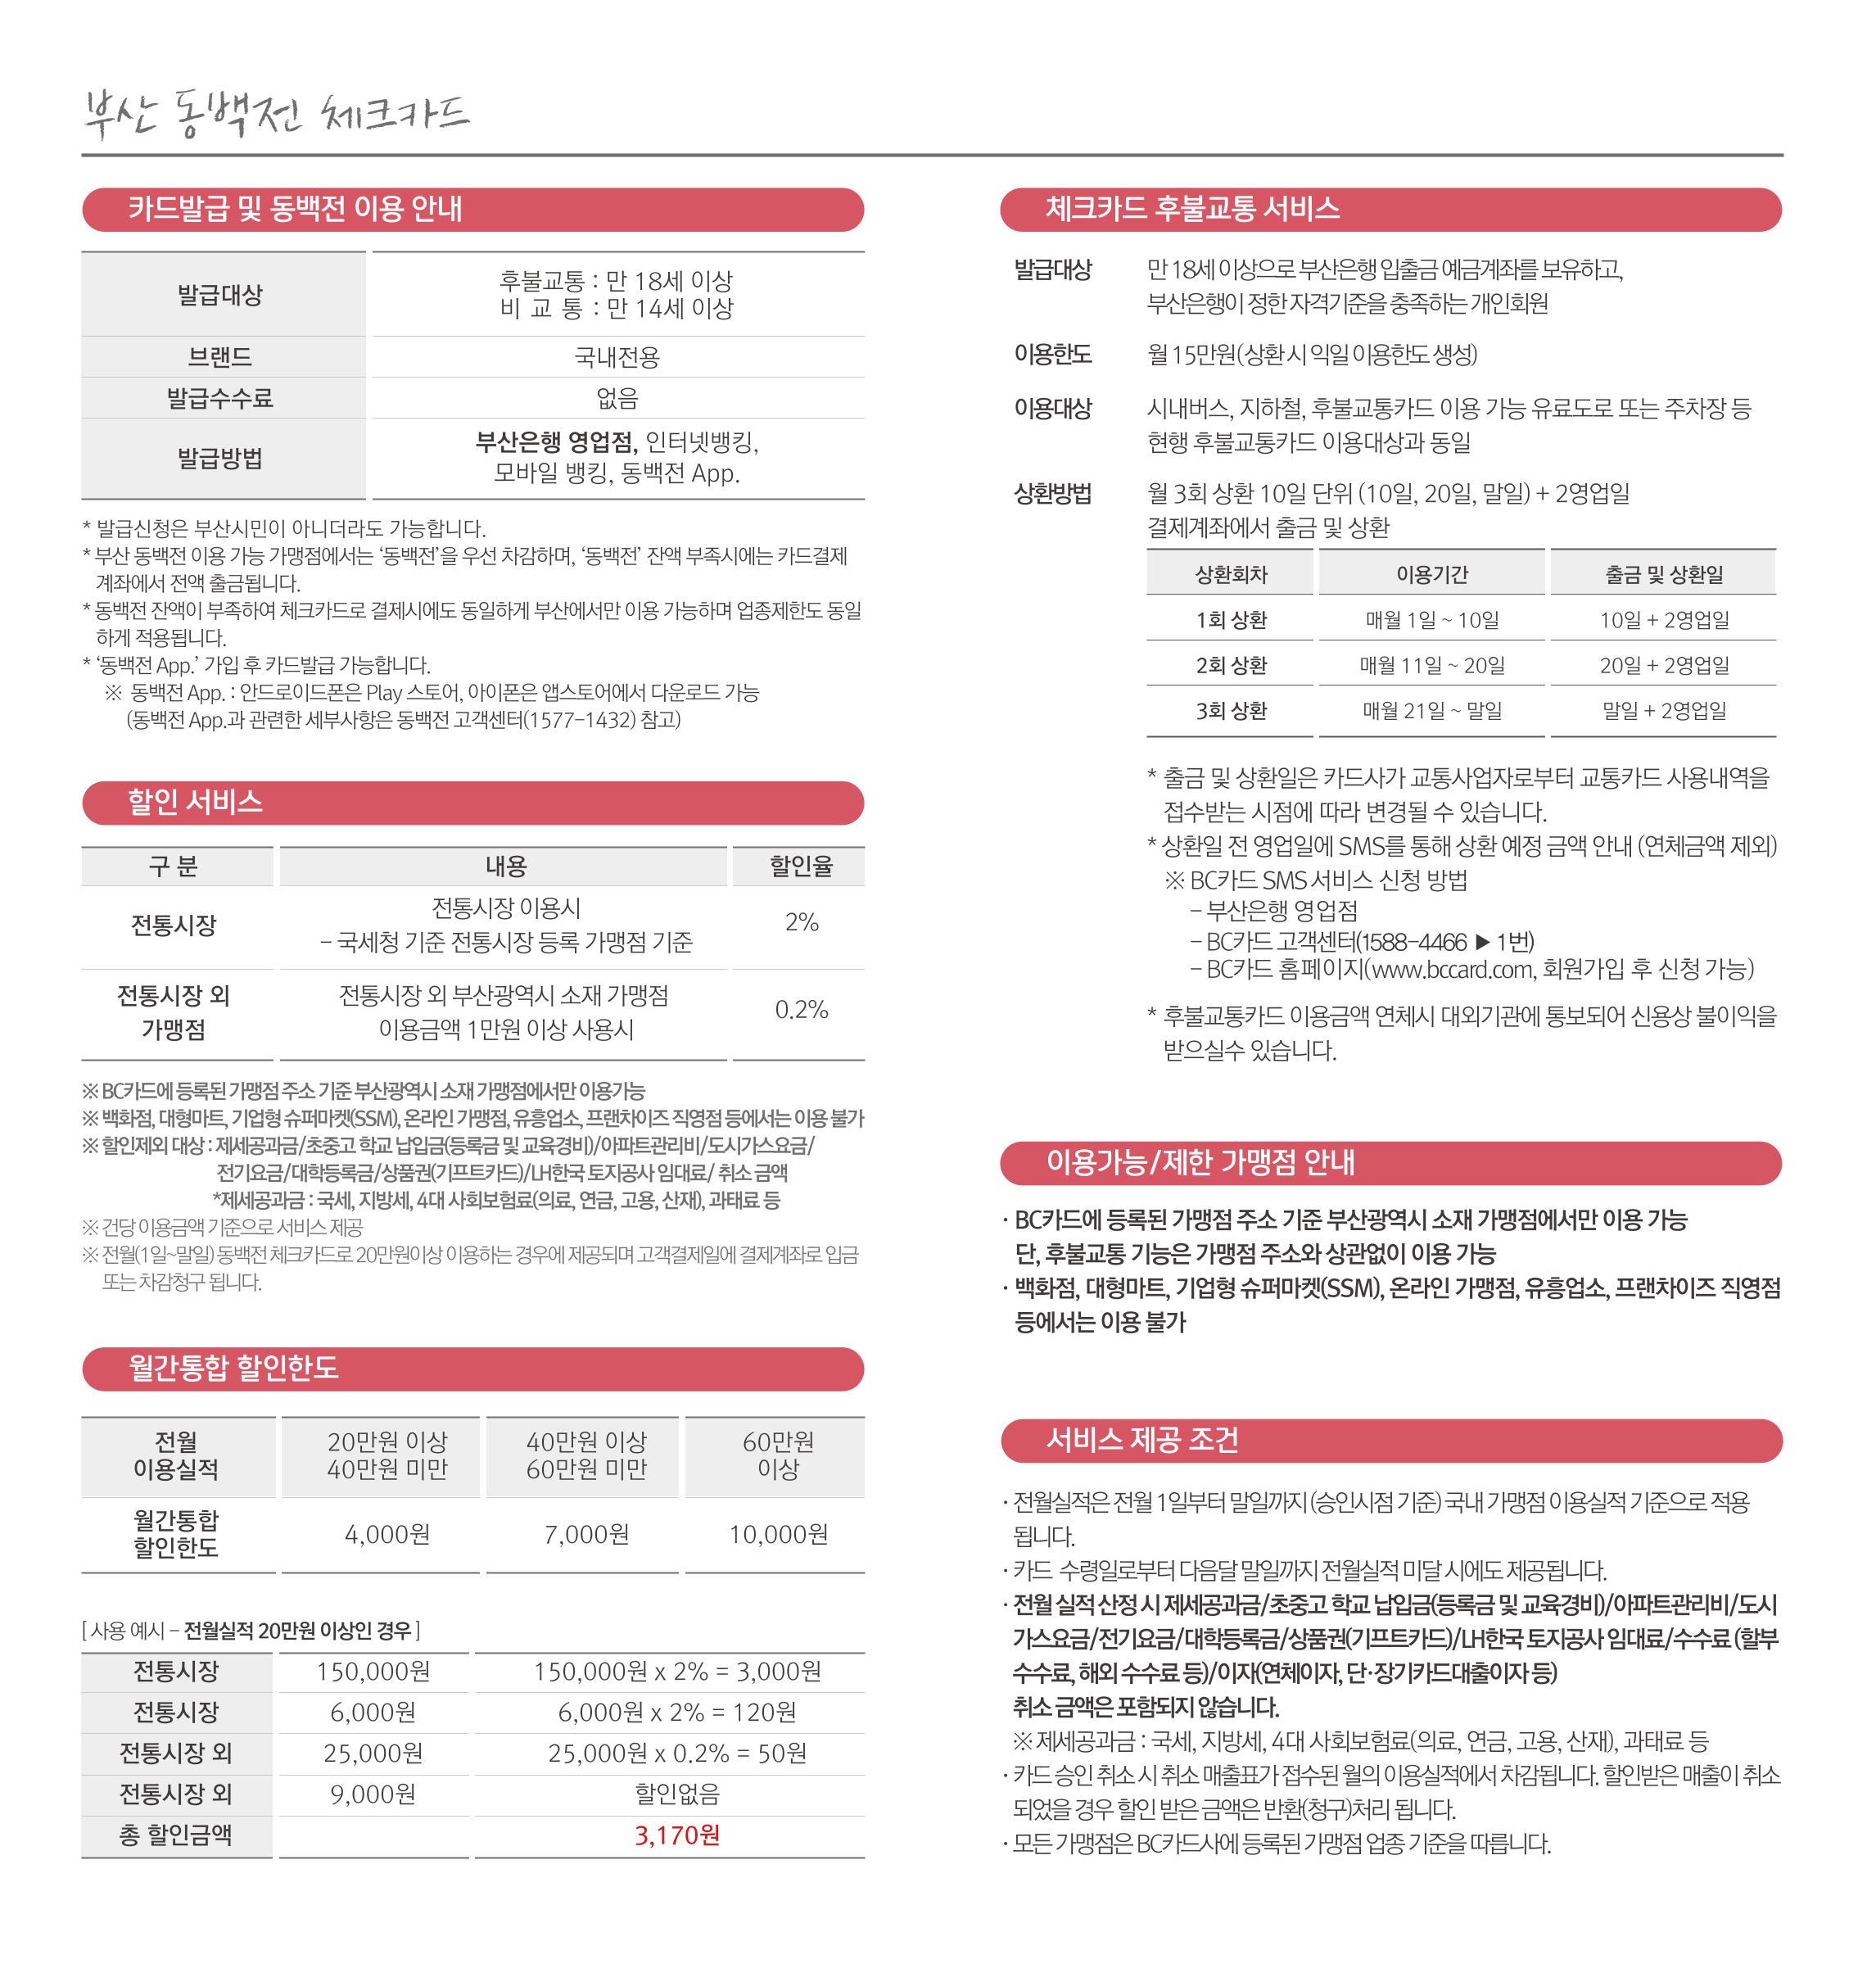 부산 동백전 체크카드
카드발급 및 동백전 이용 안내
발급대상
후불교통 : 만 18세 이상
비 교 통 : 만 14세 이상
브랜드
국내전용
발급수수료
없음
발급방법
부산은행 영업점, 인터넷뱅킹,
모바일 뱅킹, 동백전 App.
* 발급신청은 부산시민이 아니더라도 가능합니다.
* 부산 동백전 이용 가능 가맹점에서는 ‘동백전’을 우선 차감하며, ‘동백전’ 잔액 부족시에는 카드결제
계좌에서 전액 출금됩니다.
* 동백전 잔액이 부족하여 체크카드로 결제시에도 동일하게 부산에서만 이용 가능하며 업종제한도 동일
하게 적용됩니다.
* ‘동백전 App.’ 가입 후 카드발급 가능합니다.
※ 동백전 App. : 안드로이드폰은 Play 스토어, 아이폰은 앱스토어에서 다운로드 가능
(동백전 App.과 관련한 세부사항은 동백전 고객센터(1577-1432) 참고)
할인 서비스
구 분 내용 할인율
전통시장
전통시장 이용시
- 국세청 기준 전통시장 등록 가맹점 기준
2%
전통시장 외
가맹점
전통시장 외 부산광역시 소재 가맹점
이용금액 1만원 이상 사용시
0.2%
※ BC카드에 등록된 가맹점 주소 기준 부산광역시 소재 가맹점에서만 이용가능
※ 백화점, 대형마트, 기업형 슈퍼마켓(SSM), 온라인 가맹점, 유흥업소, 프랜차이즈 직영점 등에서는 이용 불가
※ 할인제외 대상 : 제세공과금/초중고 학교 납입금(등록금 및 교육경비)/아파트관리비/도시가스요금/
전기요금/대학등록금/상품권(기프트카드)/LH한국 토지공사 임대료/ 취소 금액
*제세공과금 : 국세, 지방세, 4대 사회보험료(의료, 연금, 고용, 산재), 과태료 등
※ 건당 이용금액 기준으로 서비스 제공
※ 전월(1일~말일) 동백전 체크카드로 20만원이상 이용하는 경우에 제공되며 고객결제일에 결제계좌로 입금
또는 차감청구 됩니다.
월간통합 할인한도
전월
이용실적
20만원 이상
40만원 미만
40만원 이상
60만원 미만
60만원
이상
월간통합
할인한도
4,000원 7,000원 10,000원
[ 사용 예시 - 전월실적 20만원 이상인 경우 ]
전통시장 150,000원 150,000원 x 2% = 3,000원
전통시장 6,000원 6,000원 x 2% = 120원
전통시장 외 25,000원 25,000원 x 0.2% = 50원
전통시장 외 9,000원 할인없음
총 할인금액 3,170원
체크카드 후불교통 서비스
발급대상 만 18세 이상으로 부산은행 입출금 예금계좌를 보유하고,
부산은행이 정한 자격기준을 충족하는 개인회원
이용한도 월 15만원(상환 시 익일 이용한도 생성)
이용대상 시내버스, 지하철, 후불교통카드 이용 가능 유료도로 또는 주차장 등
현행 후불교통카드 이용대상과 동일
상환방법 월 3회 상환 10일 단위 (10일, 20일, 말일) + 2영업일
결제계좌에서 출금 및 상환
상환회차 이용기간 출금 및 상환일
1회 상환 매월 1일 ~ 10일 10일 + 2영업일
2회 상환 매월 11일 ~ 20일 20일 + 2영업일
3회 상환 매월 21일 ~ 말일 말일 + 2영업일
* 출금 및 상환일은 카드사가 교통사업자로부터 교통카드 사용내역을
접수받는 시점에 따라 변경될 수 있습니다.
* 상환일 전 영업일에 SMS를 통해 상환 예정 금액 안내 (연체금액 제외)
※ BC카드 SMS 서비스 신청 방법
- 부산은행 영업점
- BC카드 고객센터(1588-4466 ▶ 1번)
- BC카드 홈페이지(www.bccard.com, 회원가입 후 신청 가능)
* 후불교통카드 이용금액 연체시 대외기관에 통보되어 신용상 불이익을
받으실수 있습니다.
이용가능/제한 가맹점 안내
· BC카드에 등록된 가맹점 주소 기준 부산광역시 소재 가맹점에서만 이용 가능
단, 후불교통 기능은 가맹점 주소와 상관없이 이용 가능
· 백화점, 대형마트, 기업형 슈퍼마켓(SSM), 온라인 가맹점, 유흥업소, 프랜차이즈 직영점
등에서는 이용 불가
서비스 제공 조건
· 전월실적은 전월 1일부터 말일까지 (승인시점 기준) 국내 가맹점 이용실적 기준으로 적용
됩니다.
· 카드 수령일로부터 다음달 말일까지 전월실적 미달 시에도 제공됩니다.
· 전월 실적 산정 시 제세공과금/초중고 학교 납입금(등록금 및 교육경비)/아파트관리비/도시
가스요금/전기요금/대학등록금/상품권(기프트카드)/LH한국 토지공사 임대료/수수료 (할부
수수료, 해외 수수료 등)/이자(연체이자, 단·장기카드대출이자 등)
취소 금액은 포함되지 않습니다.
※ 제세공과금 : 국세, 지방세, 4대 사회보험료(의료, 연금, 고용, 산재), 과태료 등
· 카드 승인 취소 시 취소 매출표가 접수된 월의 이용실적에서 차감됩니다. 할인받은 매출이 취소
되었을 경우 할인 받은 금액은 반환(청구)처리 됩니다.
· 모든 가맹점은 BC카드사에 등록된 가맹점 업종 기준을 따릅니다.